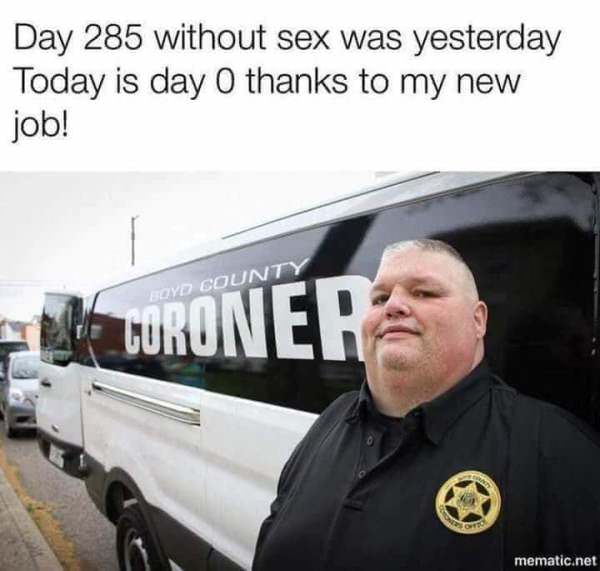 Day 285 without sex was yesterday
Today is day 0 thanks to my new
job!
BOYD COUNTY
CORONER
mematic.net